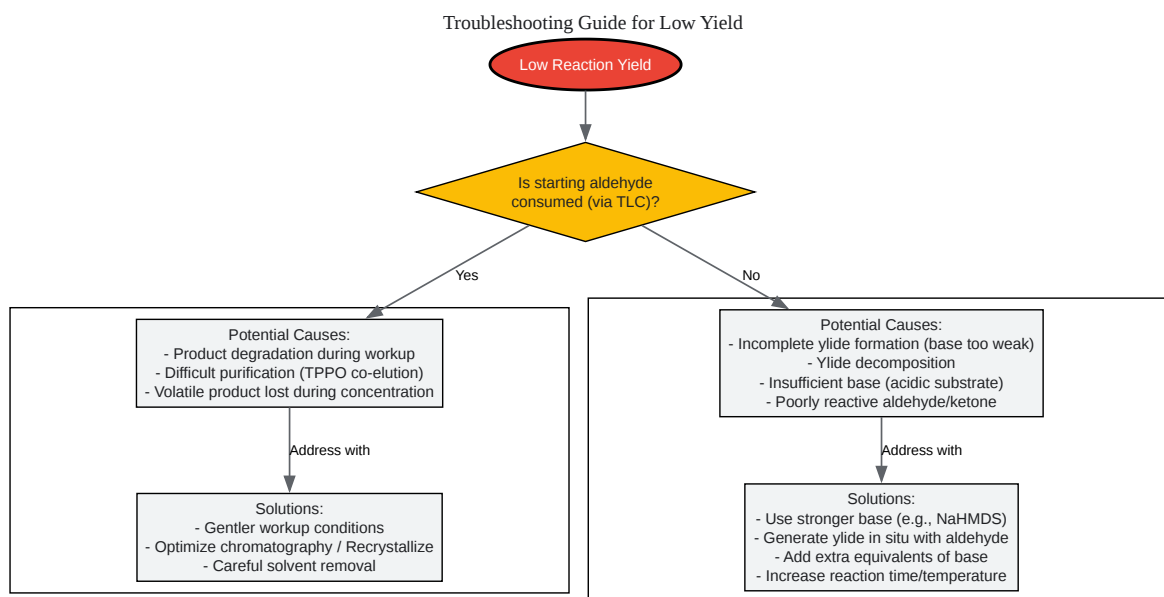 Troubleshooting Guide for Low Yield
Low Reaction Yield
Is starting aldehyde
consumed (via TLC)?
Yes
No
Potential Causes:
- Product degradation during workup
- Difficult purification (TPPO co-elution)
- Volatile product lost during concentration
Address with
Solutions:
- Gentler workup conditions
- Optimize chromatography / Recrystallize
- Careful solvent removal
Potential Causes:
- Incomplete ylide formation (base too weak)
- Ylide decomposition
- Insufficient base (acidic substrate)
- Poorly reactive aldehyde/ketone
Address with
Solutions:
- Use stronger base (e.g., NaHMDS)
- Generate ylide in situ with aldehyde
- Add extra equivalents of base
- Increase reaction time/temperature